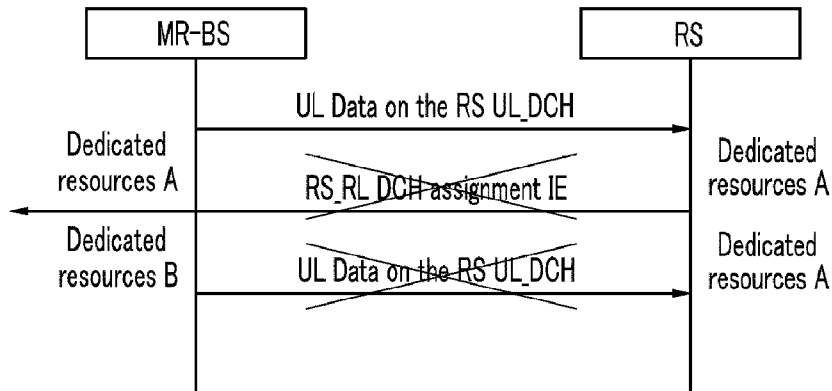 MR-BS
RS
UL Data on the RS UL_DCH
Dedicated
resources A
Dedicated
resources A
RS_RL DCH assignment IE
Dedicated
resources B
Dedicated
resources A
UL Data on the RS UL_DCH